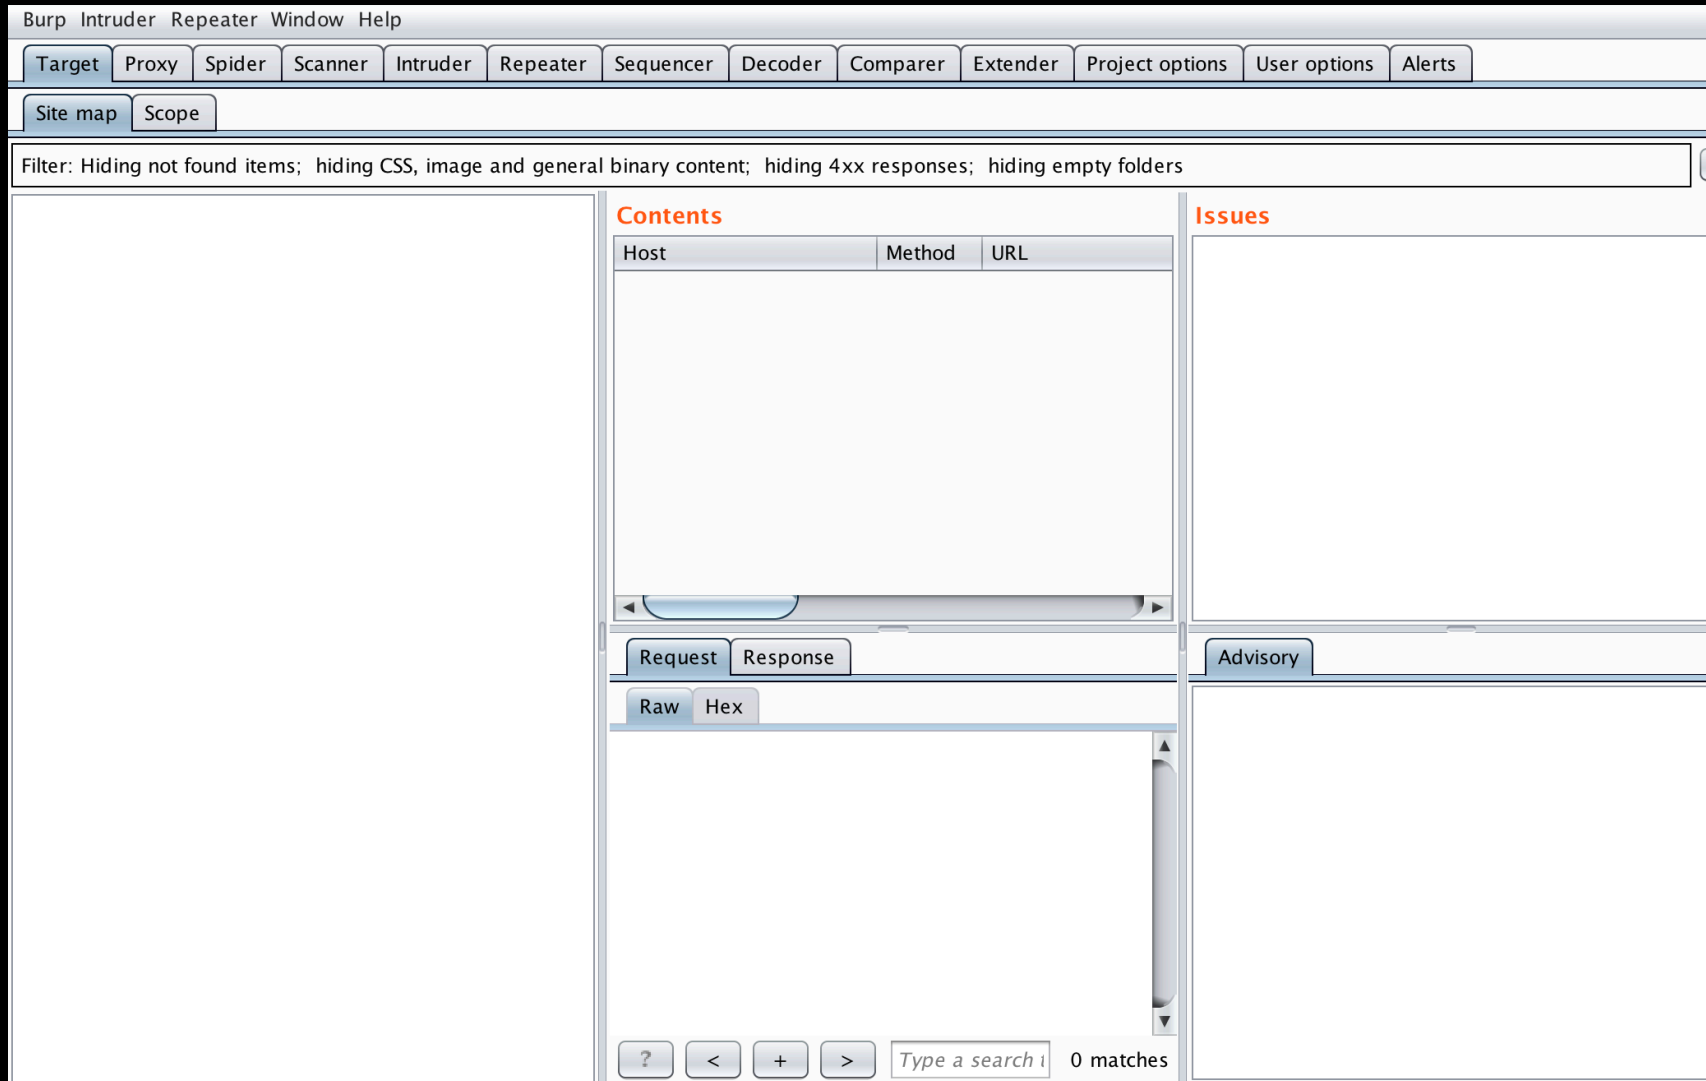 Burp Intruder Repeater Window Help
Target Proxy Spider Scanner Intruder Repeater Sequencer Decoder Comparer Extender Project options User options Alerts
Site map Scope
Filter: Hiding not found items; hiding CSS, image and general binary content; hiding 4xx responses; hiding empty folders
Contents
Host Method URL
Request Response
Raw Hex
? < + > Type a search 0 matches
Issues
Advisory